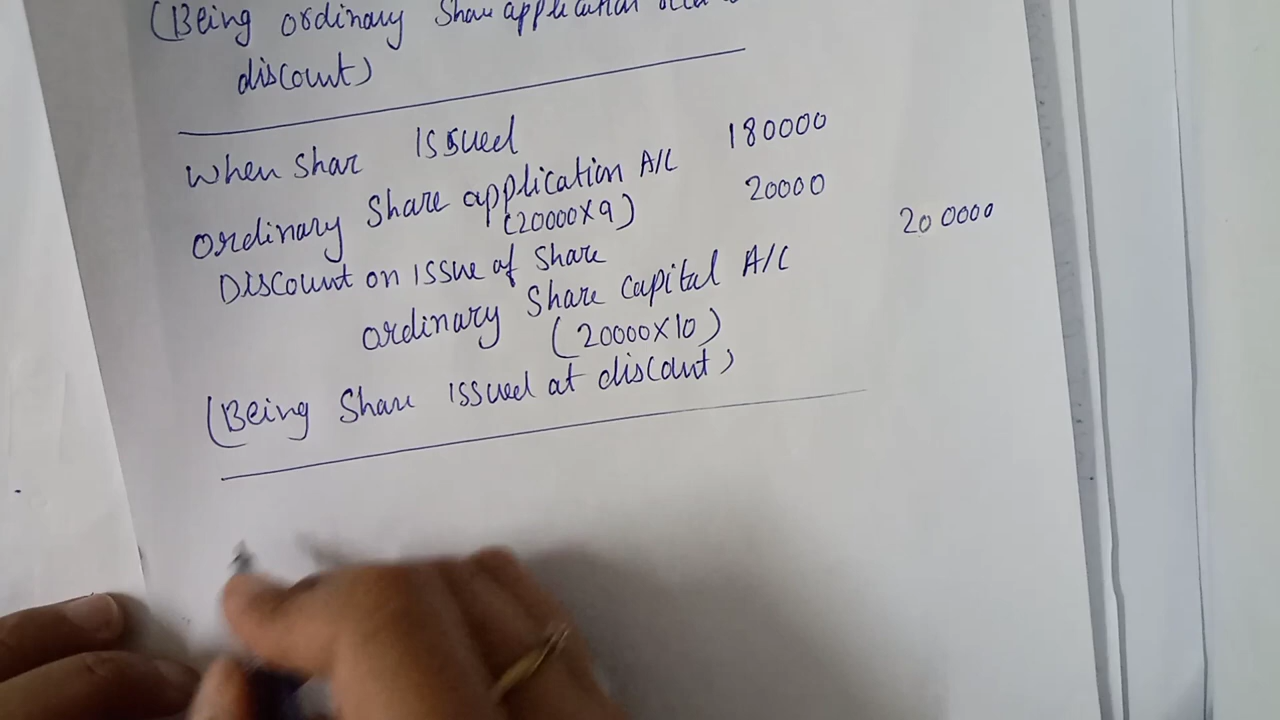 (Being ordinary Share application
discount)
When Shar Issued
Ordinary Share application A/C 180000
(20000X9)
Discount on Issue of Share 20000
Ordinary Share capital A/C 200000
(20000X10)
(Being Share Issued at discount)